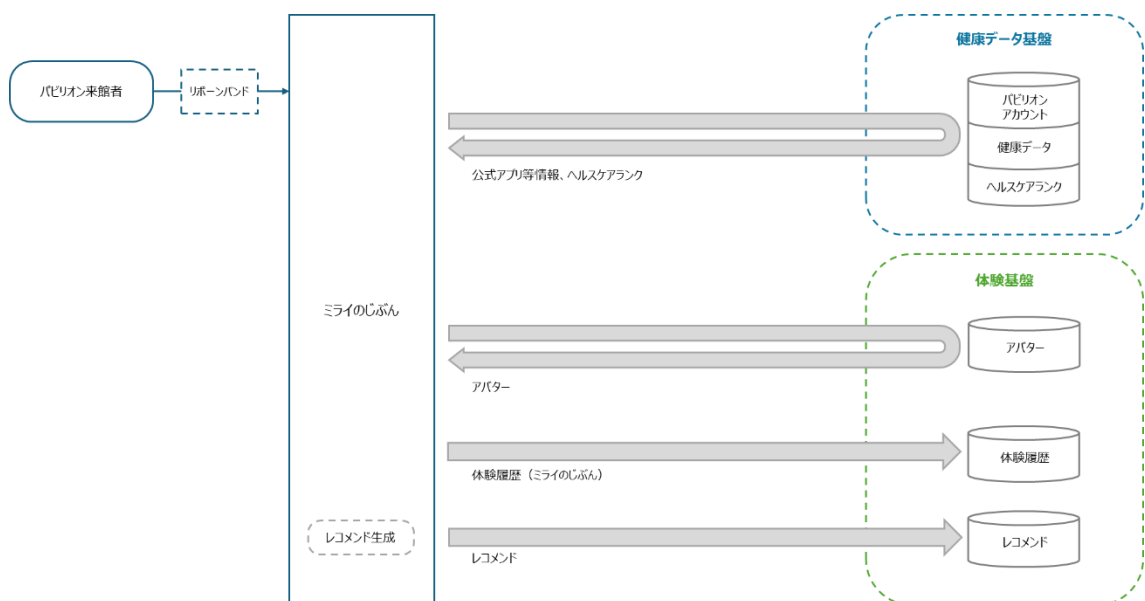 健康データ基盤
パビリオン来館者
リボーンバンド
パビリオン
アカウント
健康データ
ヘルスケアランク
公式アプリ等情報、ヘルスケアランク
体験基盤
ミライのじぶん
アバター
アバター
体験履歴
体験履歴（ミライのじぶん）
レコメンド生成
レコメンド
レコメンド